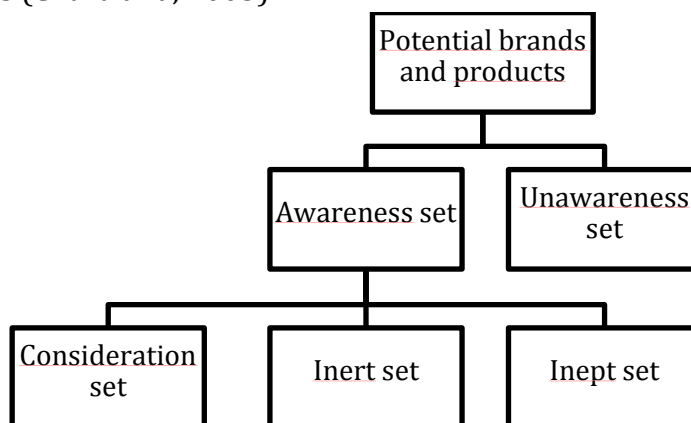 Potential brands
and products
Awareness set
Unawareness
set
Consideration
set
Inert set
Inept set